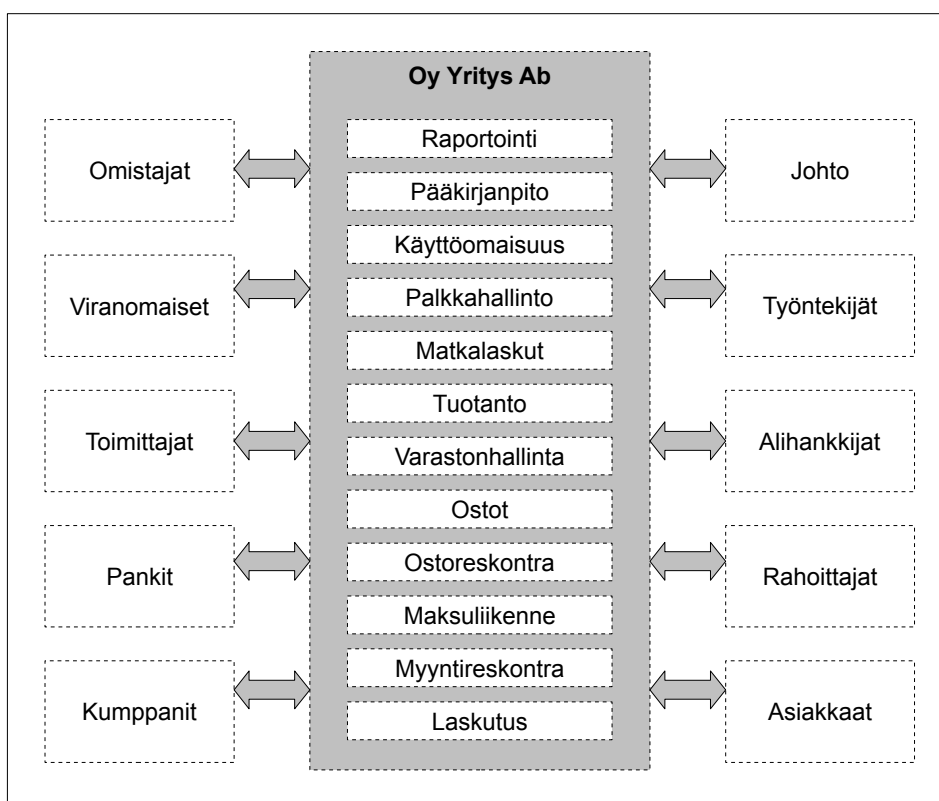 Oy Yritys Ab
Omistajat
Viranomaiset
Toimittajat
Pankit
Kumppanit
Raportointi
Pääkirjanpito
Käyttöomaisuus
Palkkahallinto
Matkalaskut
Tuotanto
Varastonhallinta
Ostot
Ostoreskontra
Maksuliikenne
Myyntireskontra
Laskutus
Johto
Työntekijät
Alihankkijat
Rahoittajat
Asiakkaat